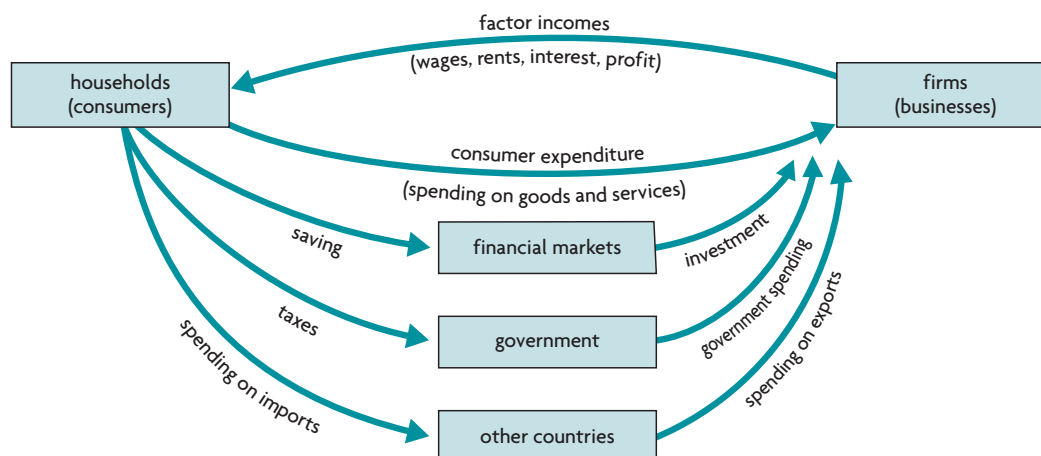 factor incomes
(wages, rents, interest, profit)
households
(consumers)
firms
(businesses)
consumer expenditure
(spending on goods and services)
saving
financial markets
investment
taxes
government
government spending
spending on imports
other countries
spending on exports